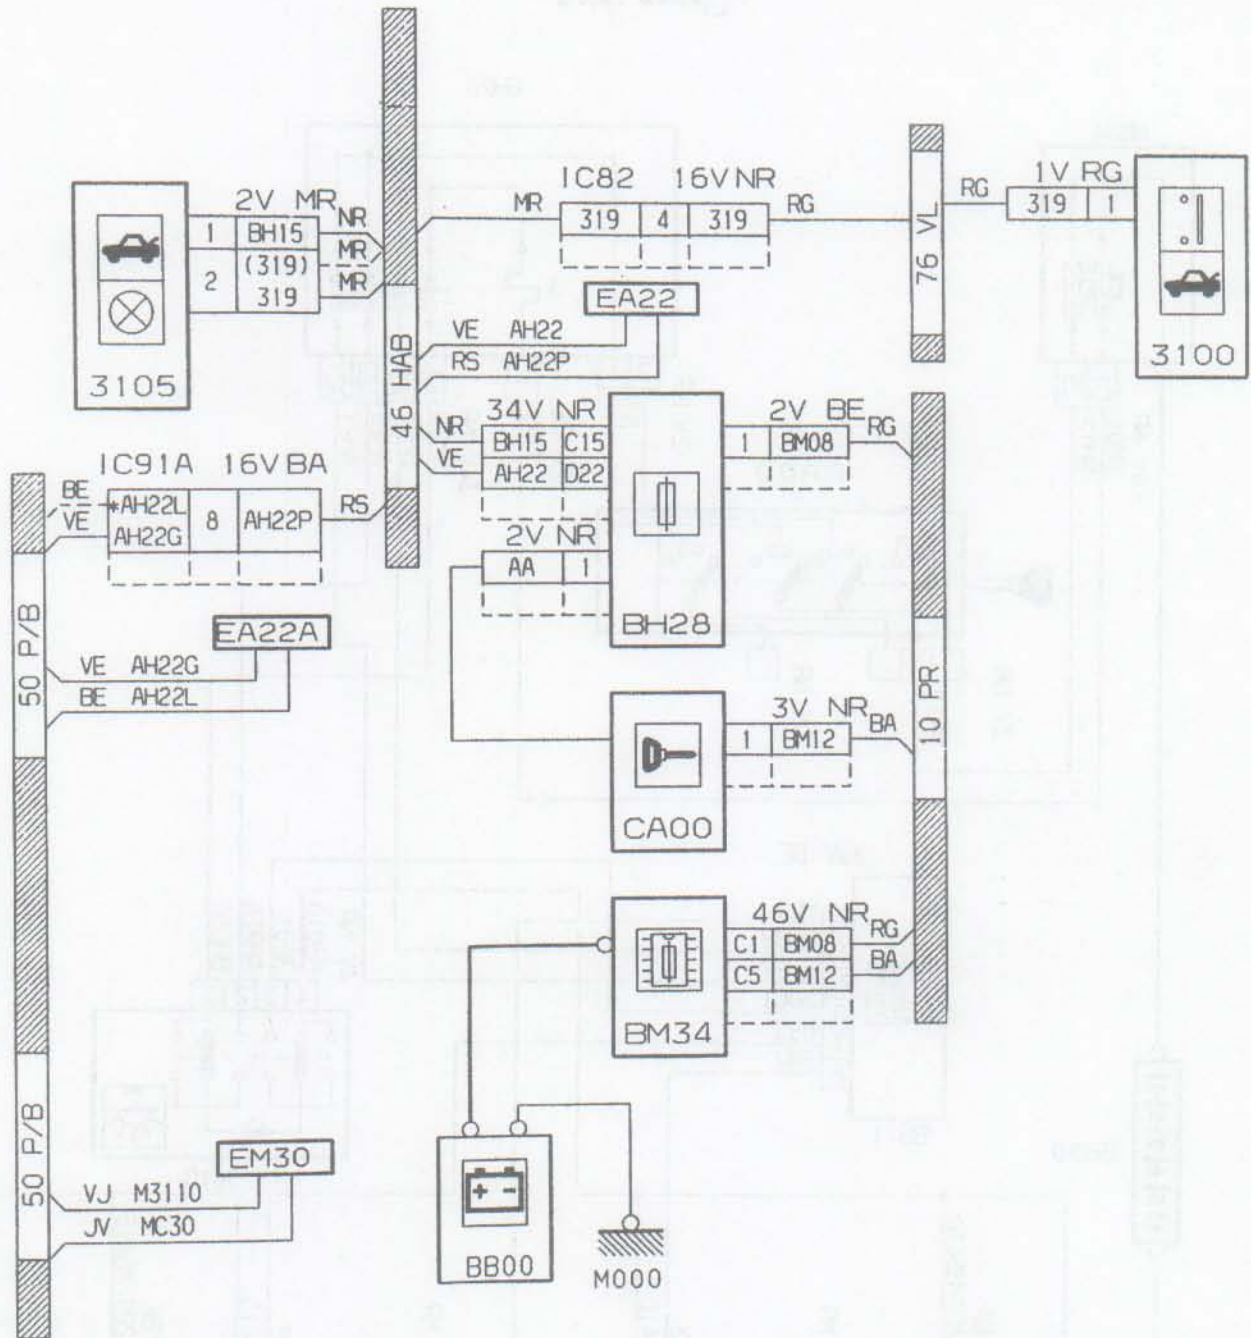 IC82 16V NR
MR 319 4 319 RG
76 VL
RG
1V RG
319 1
3100
2V MR
1 BH15 NR
(319) MR
2 319 MR
3105
EA22
VE AH22
RS AH22P
46 HAB
34V NR
NR BH15 C15
VE AH22 D22
2V NR
AA 1
BH28
2V BE
1 BM08 RG
IC91A 16V BA
BE *AH22L
VE AH22G 8 AH22P RS
50 P/B
EA22A
VE AH22G
BE AH22L
10 PR
3V NR
1 BM12 BA
CA00
46V NR
C1 BM08 RG
C5 BM12 BA
BM34
50 P/B
EM30
VJ M3110
JV MC30
+ -
BB00
M000